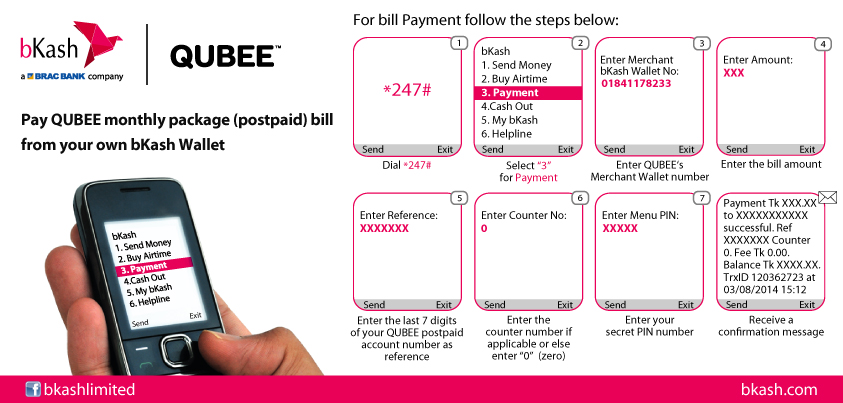 bKash
a BRAC BANK company
QUBEE™
Pay QUBEE monthly package (postpaid) bill
from your own bKash Wallet
bKash
1. Send Money
2. Buy Airtime
3. Payment
4.Cash Out
5. My bKash
6. Helpline
Send Exit
For bill Payment follow the steps below:
1
*247#
Send Exit
Dial *247#
2
bKash
1. Send Money
2. Buy Airtime
3. Payment
4.Cash Out
5. My bKash
6. Helpline
Send Exit
Select "3"
for Payment
3
Enter Merchant
bKash Wallet No:
01841178233
Send Exit
Enter QUBEE's
Merchant Wallet number
4
Enter Amount:
XXX
Send Exit
Enter the bill amount
5
Enter Reference:
XXXXXXX
Send Exit
Enter the last 7 digits
of your QUBEE postpaid
account number as
reference
6
Enter Counter No:
0
Send Exit
Enter the
counter number if
applicable or else
enter "0" (zero)
7
Enter Menu PIN:
XXXXX
Send Exit
Enter your
secret PIN number
Payment Tk XXX.XX
to XXXXXXXXXXX
successful. Ref
XXXXXXX Counter
0. Fee Tk 0.00.
Balance Tk XXXX.XX.
TrxID 120362723 at
03/08/2014 15:12
Send Exit
Receive a
confirmation message
f bkashlimited
bkash.com